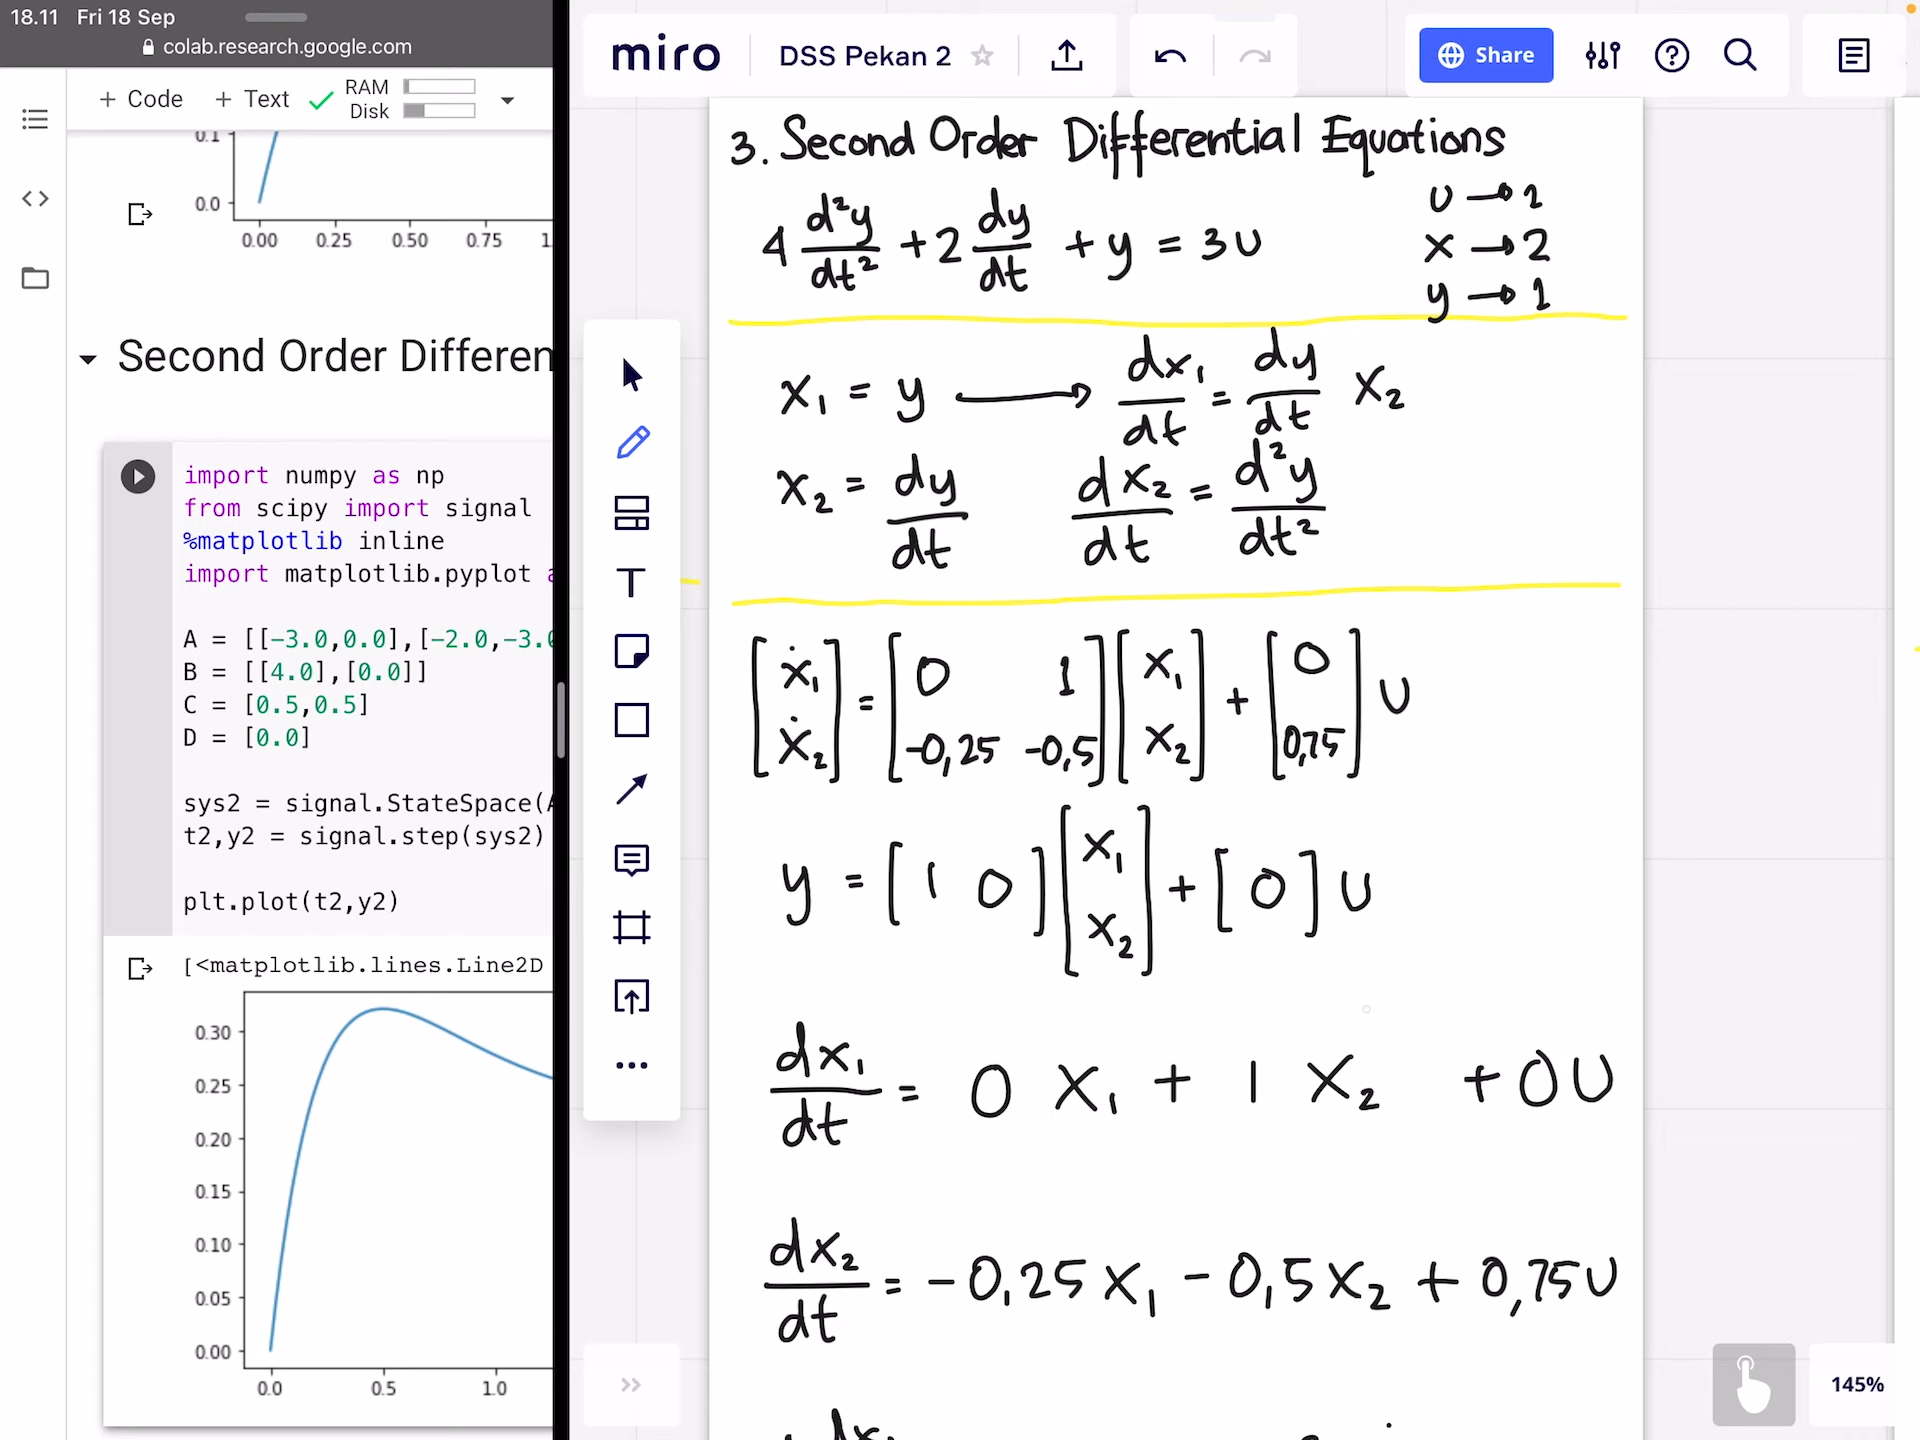 18.11 Fri 18 Sep
colab.research.google.com
+ Code + Text RAM
Disk
0.1
0.0
0.00 0.25 0.50 0.75 1.
Second Order Differen
import numpy as np
from scipy import signal
%matplotlib inline
import matplotlib.pyplot a
A = [[-3.0,0.0],[-2.0,-3.0
B = [[4.0],[0.0]]
C = [0.5,0.5]
D = [0.0]
sys2 = signal.StateSpace(A
t2,y2 = signal.step(sys2)
plt.plot(t2,y2)
[<matplotlib.lines.Line2D
0.30
0.25
0.20
0.15
0.10
0.05
0.00
0.0 0.5 1.0
miro DSS Pekan 2 Share
3. Second Order Differential Equations
4 d²y/dt² + 2 dy/dt + y = 3U
U → 1
x → 2
y → 1
x₁ = y → dx₁/dt = dy/dt x₂
x₂ = dy/dt dx₂/dt = d²y/dt²
[ẋ₁ ẋ₂] = [0 1 -0,25 -0,5] [x₁ x₂] + [0 0,75] U
y = [1 0] [x₁ x₂] + [0] U
dx₁/dt = 0 x₁ + 1 x₂ + 0U
dx₂/dt = -0,25 x₁ - 0,5 x₂ + 0,75U
T
145%